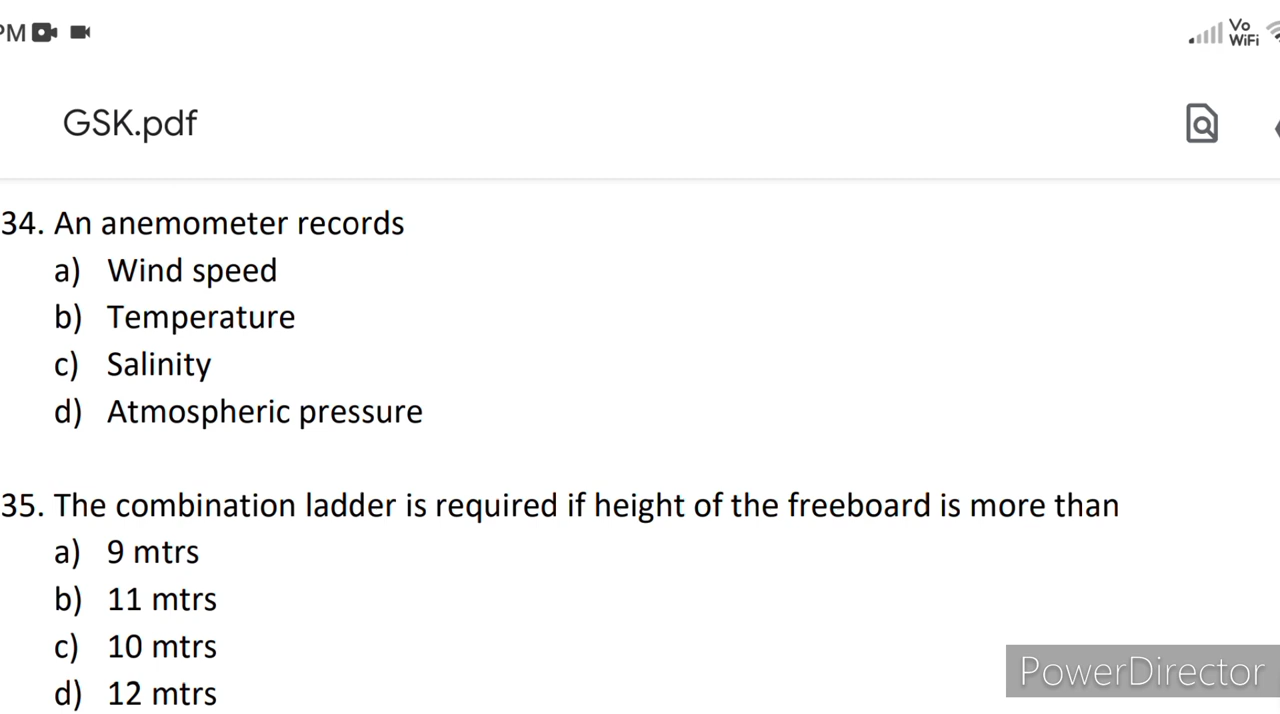 PM
Vo
WiFi
GSK.pdf
34. An anemometer records
a) Wind speed
b) Temperature
c) Salinity
d) Atmospheric pressure
35. The combination ladder is required if height of the freeboard is more than
a) 9 mtrs
b) 11 mtrs
c) 10 mtrs
d) 12 mtrs
PowerDirector